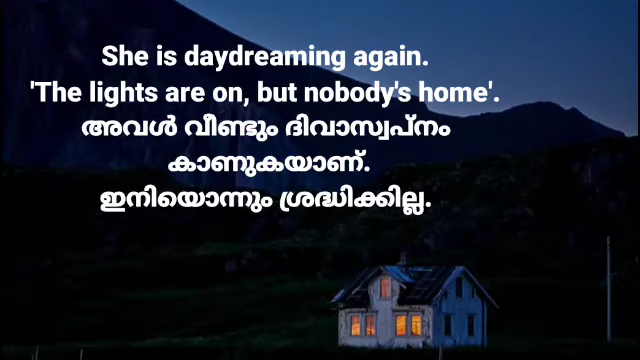 She is daydreaming again.
'The lights are on, but nobody's home'.
അവൾ വീണ്ടും ദിവാസ്വപ്നം
കാണുകയാണ്.
ഇനിയൊന്നും ശ്രദ്ധിക്കില്ല.